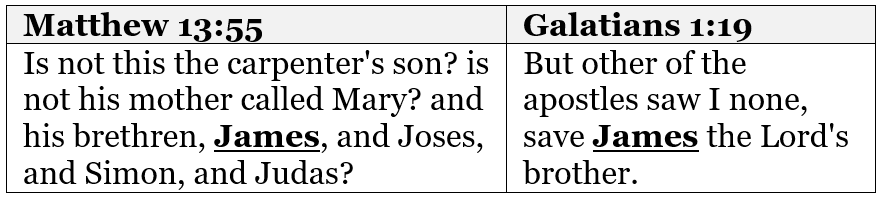 Matthew 13:55
Is not this the carpenter's son? is
not his mother called Mary? and
his brethren, James, and Joses,
and Simon, and Judas?
Galatians 1:19
But other of the
apostles saw I none,
save James the Lord's
brother.